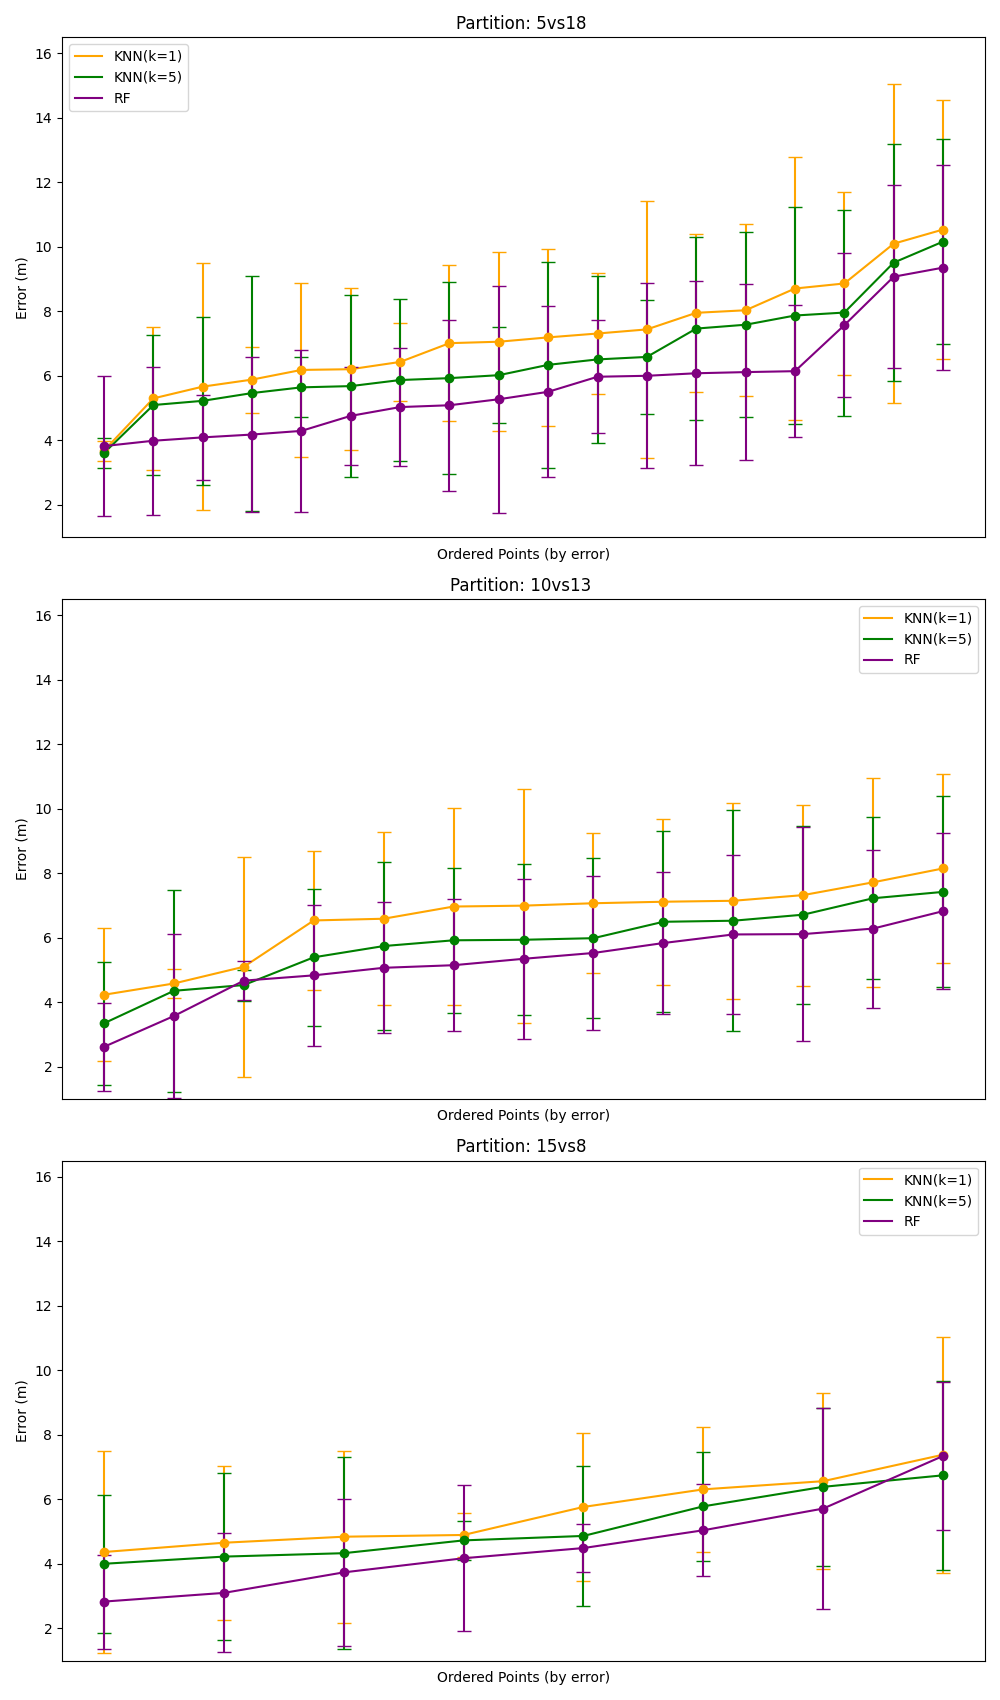 Partition: 5vs18
KNN(k=1)
KNN(k=5)
RF
16
14
12
10
8
6
4
2
Error (m)
Ordered Points (by error)
Partition: 10vs13
KNN(k=1)
KNN(k=5)
RF
16
14
12
10
8
6
4
2
Error (m)
Ordered Points (by error)
Partition: 15vs8
KNN(k=1)
KNN(k=5)
RF
16
14
12
10
8
6
4
2
Error (m)
Ordered Points (by error)